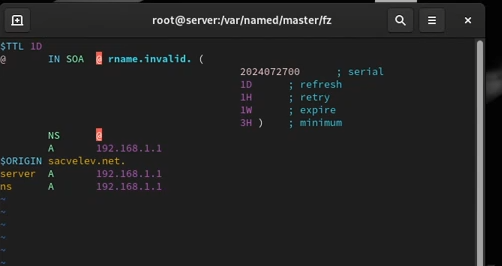 root@server:/var/named/master/fz
$TTL 1D
@ IN SOA @ rname.invalid. (
2024072700 ; serial
1D ; refresh
1H ; retry
1W ; expire
3H ) ; minimum
NS @
A 192.168.1.1
$ORIGIN sacvelev.net.
server A 192.168.1.1
ns A 192.168.1.1
~
~
~
~
~
~